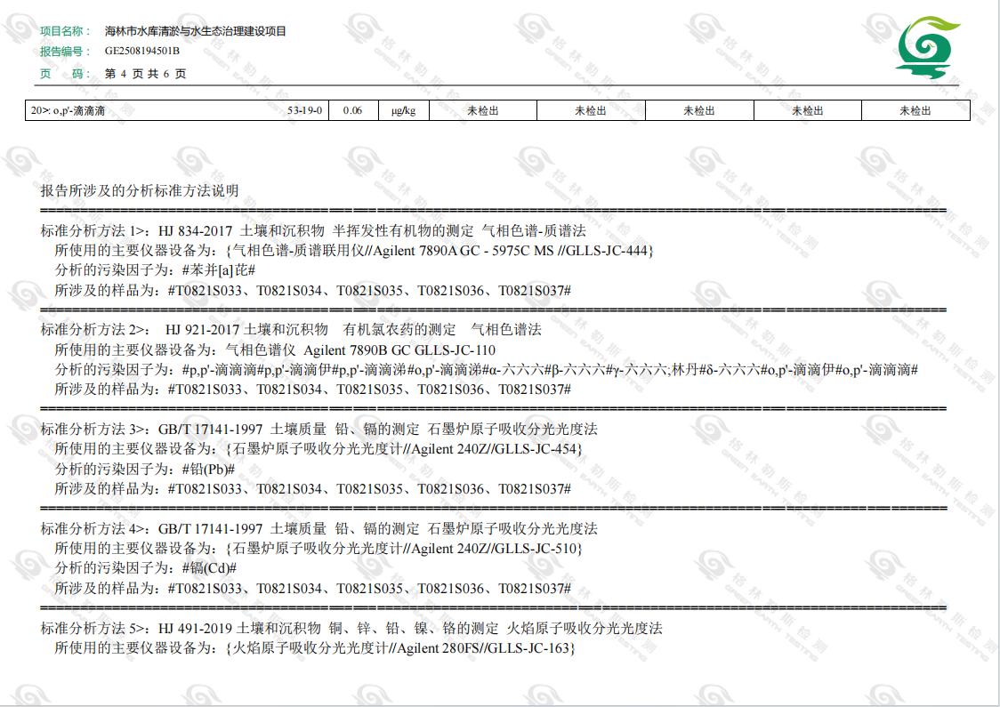 项目名称： 海林市水库清淤与水生态治理建设项目
报告编号： GE2508194501B
页 码： 第 4 页 共 6 页
20>: o,p'-滴滴滴 53-19-0 0.06 μg/kg 未检出 未检出 未检出 未检出 未检出
报告所涉及的分析标准方法说明
标准分析方法 1>：HJ 834-2017 土壤和沉积物 半挥发性有机物的测定 气相色谱-质谱法
所使用的主要仪器设备为：{气相色谱-质谱联用仪//Agilent 7890A GC - 5975C MS //GLLS-JC-444}
分析的污染因子为：#苯并[a]芘#
所涉及的样品为：#T0821S033、T0821S034、T0821S035、T0821S036、T0821S037#
标准分析方法 2>： HJ 921-2017 土壤和沉积物 有机氯农药的测定 气相色谱法
所使用的主要仪器设备为：气相色谱仪 Agilent 7890B GC GLLS-JC-110
分析的污染因子为：#p,p'-滴滴滴#p,p'-滴滴伊#p,p'-滴滴涕#o,p'-滴滴涕#α-六六六#β-六六六#γ-六六六;林丹#δ-六六六#o,p'-滴滴伊#o,p'-滴滴滴#
所涉及的样品为：#T0821S033、T0821S034、T0821S035、T0821S036、T0821S037#
标准分析方法 3>：GB/T 17141-1997 土壤质量 铅、镉的测定 石墨炉原子吸收分光光度法
所使用的主要仪器设备为：{石墨炉原子吸收分光光度计//Agilent 240Z//GLLS-JC-454}
分析的污染因子为：#铅(Pb)#
所涉及的样品为：#T0821S033、T0821S034、T0821S035、T0821S036、T0821S037#
标准分析方法 4>：GB/T 17141-1997 土壤质量 铅、镉的测定 石墨炉原子吸收分光光度法
所使用的主要仪器设备为：{石墨炉原子吸收分光光度计//Agilent 240Z//GLLS-JC-510}
分析的污染因子为：#镉(Cd)#
所涉及的样品为：#T0821S033、T0821S034、T0821S035、T0821S036、T0821S037#
标准分析方法 5>：HJ 491-2019 土壤和沉积物 铜、锌、铅、镍、铬的测定 火焰原子吸收分光光度法
所使用的主要仪器设备为：{火焰原子吸收分光光度计//Agilent 280FS//GLLS-JC-163}
格林勒斯检测
GREEN EARTH TESTING